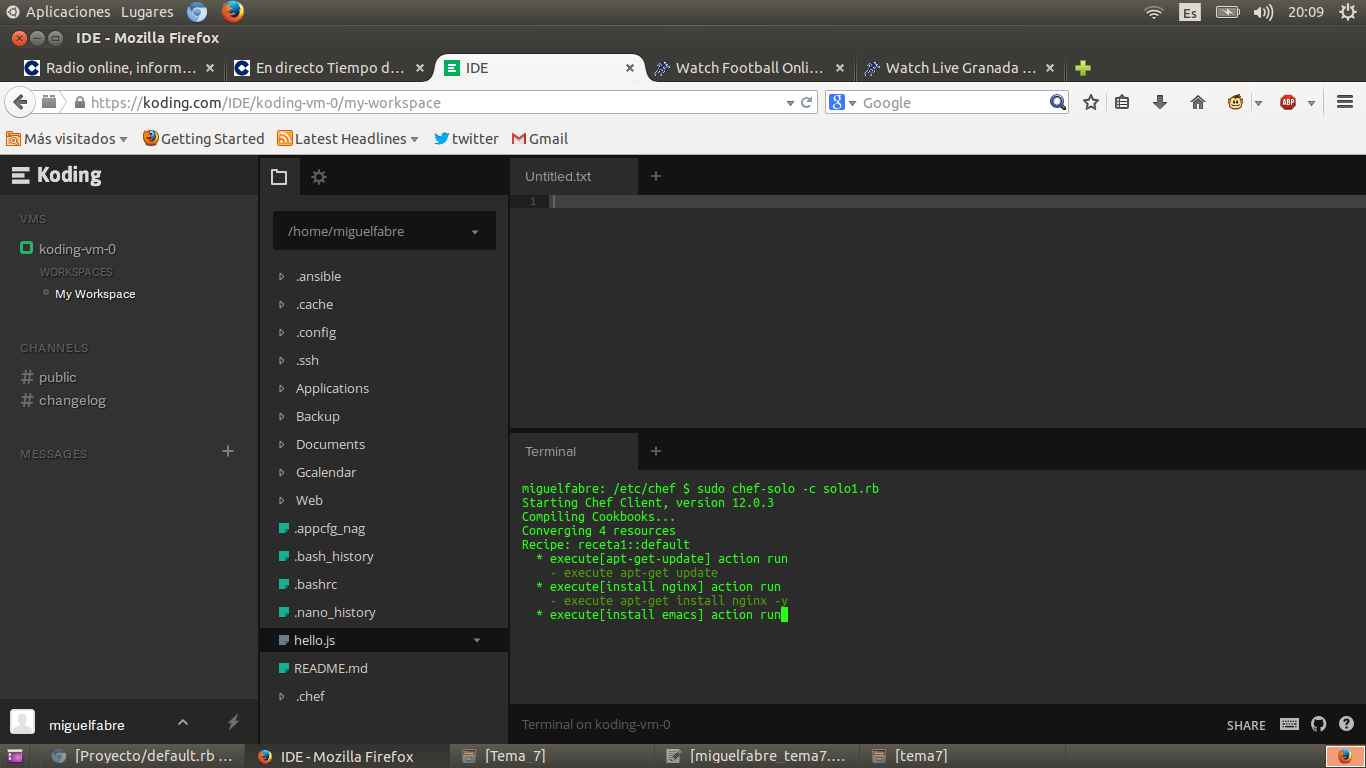 Aplicaciones Lugares Es 20:09
IDE - Mozilla Firefox
Radio online, inform... En directo Tiempo d... IDE Watch Football Onli... Watch Live Granada ...
https://koding.com/IDE/koding-vm-0/my-workspace Google ABP
Más visitados Getting Started Latest Headlines twitter Gmail
Koding
VMS
koding-vm-0
WORKSPACES
My Workspace
CHANNELS
# public
# changelog
MESSAGES +
miguelfabre
/home/miguelfabre
.ansible
.cache
.config
.ssh
Applications
Backup
Documents
Gcalendar
Web
.appcfg_nag
.bash_history
.bashrc
.nano_history
hello.js
README.md
.chef
Untitled.txt +
1
Terminal +
miguelfabre: /etc/chef $ sudo chef-solo -c solo1.rb
Starting Chef Client, version 12.0.3
Compiling Cookbooks...
Converging 4 resources
Recipe: receta1::default
* execute[apt-get-update] action run
- execute apt-get update
* execute[install nginx] action run
- execute apt-get install nginx -y
* execute[install emacs] action run
Terminal on koding-vm-0 SHARE
[Proyecto/default.rb ... IDE - Mozilla Firefox [Tema_7] [miguelfabre_tema7.... [tema7]